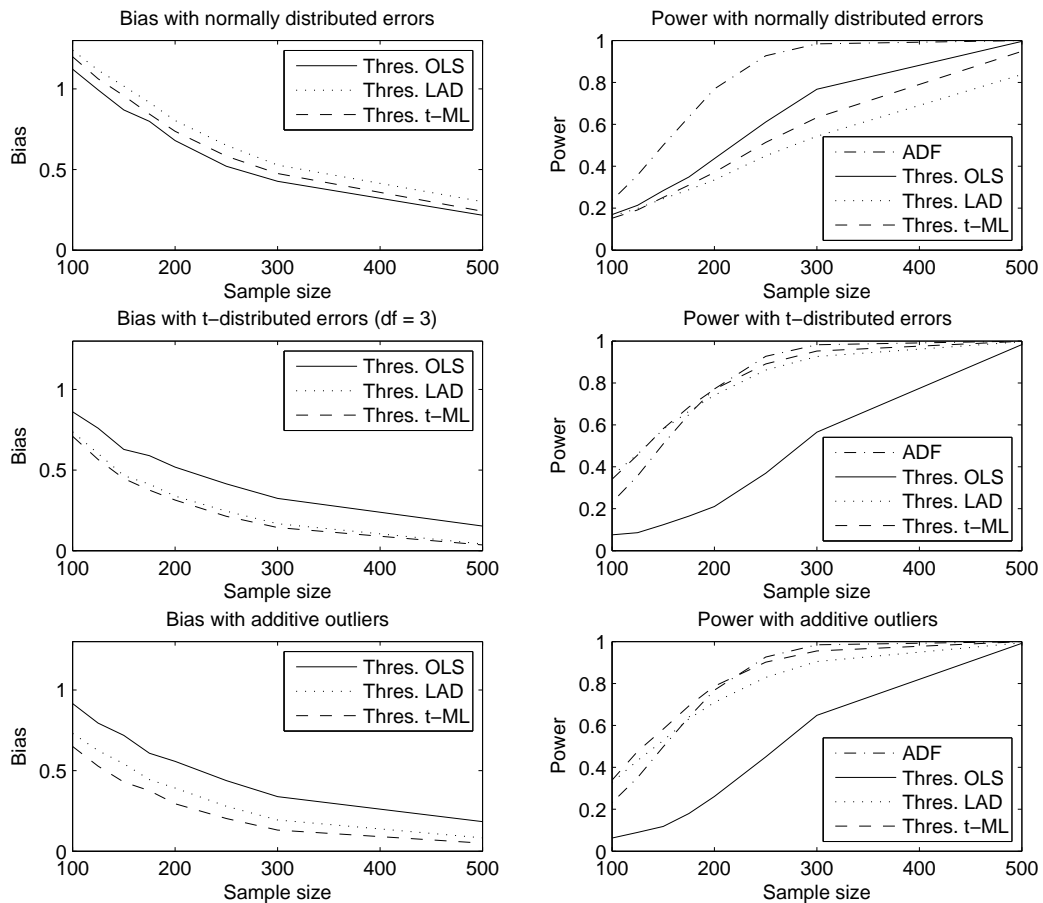 Bias with normally distributed errors
Bias
1
0.5
0
Thres. OLS
Thres. LAD
Thres. t−ML
100 200 300 400 500
Sample size
Power with normally distributed errors
Power
1
0.8
0.6
0.4
0.2
0
ADF
Thres. OLS
Thres. LAD
Thres. t−ML
100 200 300 400 500
Sample size
Bias with t−distributed errors (df = 3)
Bias
1
0.5
0
Thres. OLS
Thres. LAD
Thres. t−ML
100 200 300 400 500
Sample size
Power with t−distributed errors
Power
1
0.8
0.6
0.4
0.2
0
ADF
Thres. OLS
Thres. LAD
Thres. t−ML
100 200 300 400 500
Sample size
Bias with additive outliers
Bias
1
0.5
0
Thres. OLS
Thres. LAD
Thres. t−ML
100 200 300 400 500
Sample size
Power with additive outliers
Power
1
0.8
0.6
0.4
0.2
0
ADF
Thres. OLS
Thres. LAD
Thres. t−ML
100 200 300 400 500
Sample size